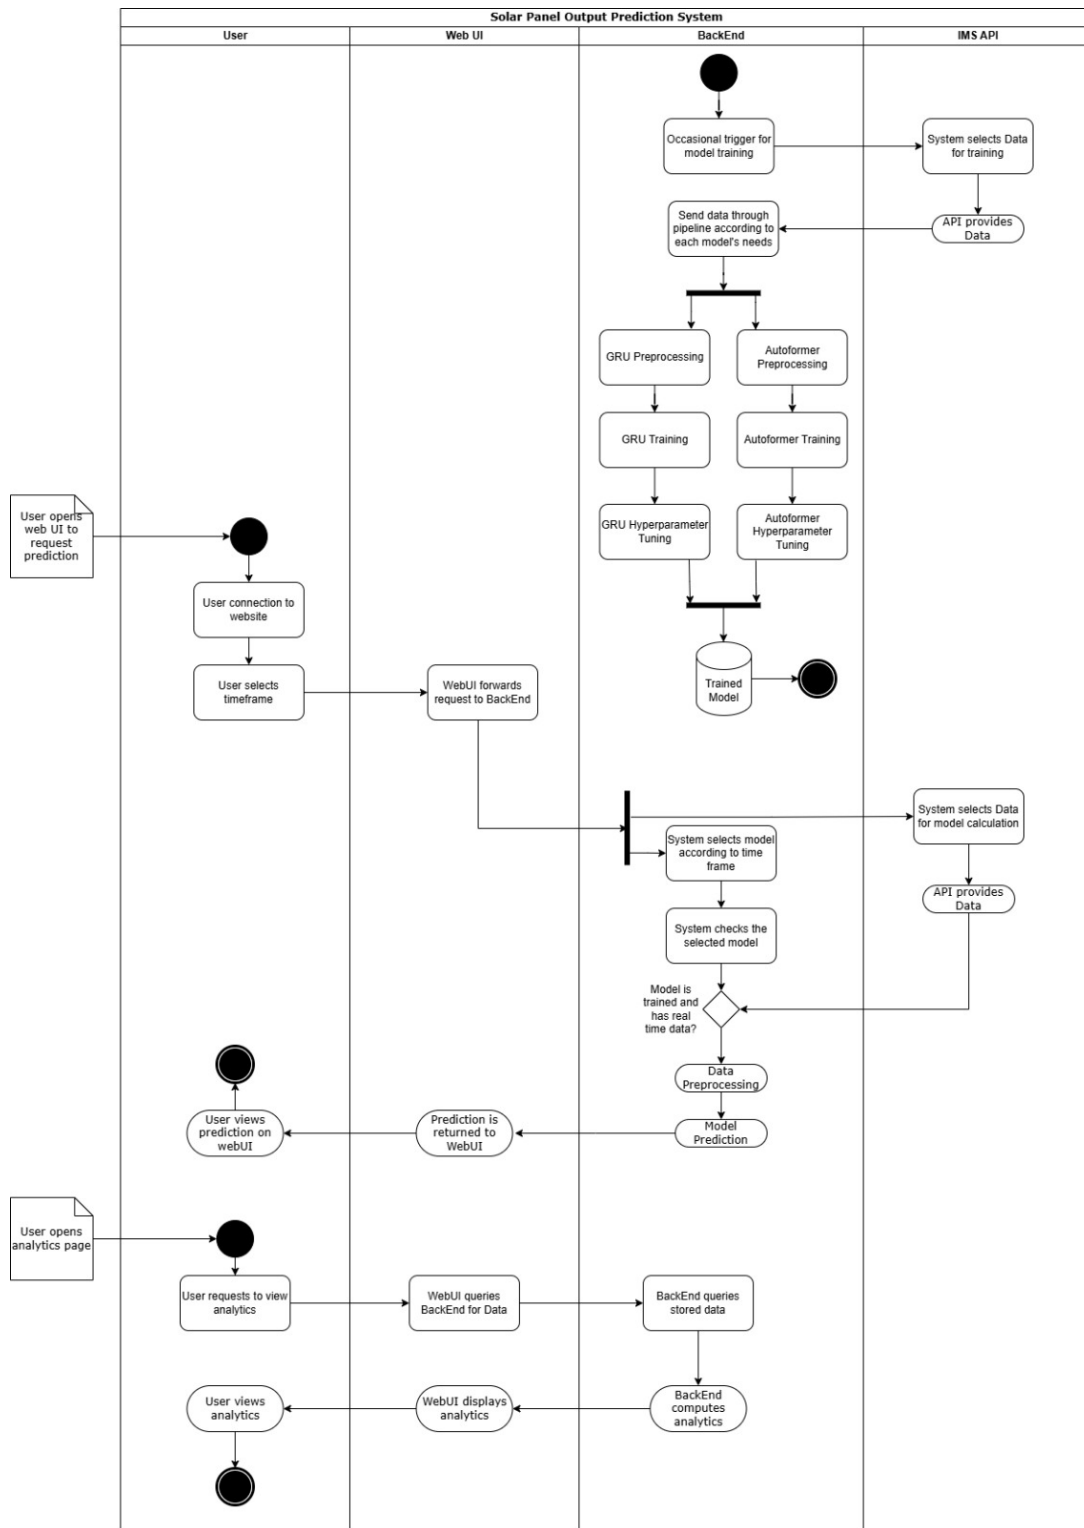 Solar Panel Output Prediction System
User
Web UI
BackEnd
IMS API
Occasional trigger for
model training
System selects Data
for training
Send data through
pipeline according to
each model's needs
API provides
Data
GRU Preprocessing
Autoformer
Preprocessing
GRU Training
Autoformer Training
User opens
web UI to
request
prediction
GRU Hyperparameter
Tuning
Autoformer
Hyperparameter
Tuning
User connection to
website
User selects
timeframe
WebUI forwards
request to BackEnd
Trained
Model
System selects Data
for model calculation
System selects model
according to time
frame
API provides
Data
System checks the
selected model
Model is
trained and
has real
time data?
Data
Preprocessing
User views
prediction on
webUI
Prediction is
returned to
WebUI
Model
Prediction
User opens
analytics page
User requests to view
analytics
WebUI queries
BackEnd for Data
BackEnd queries
stored data
User views
analytics
WebUI displays
analytics
BackEnd
computes
analytics